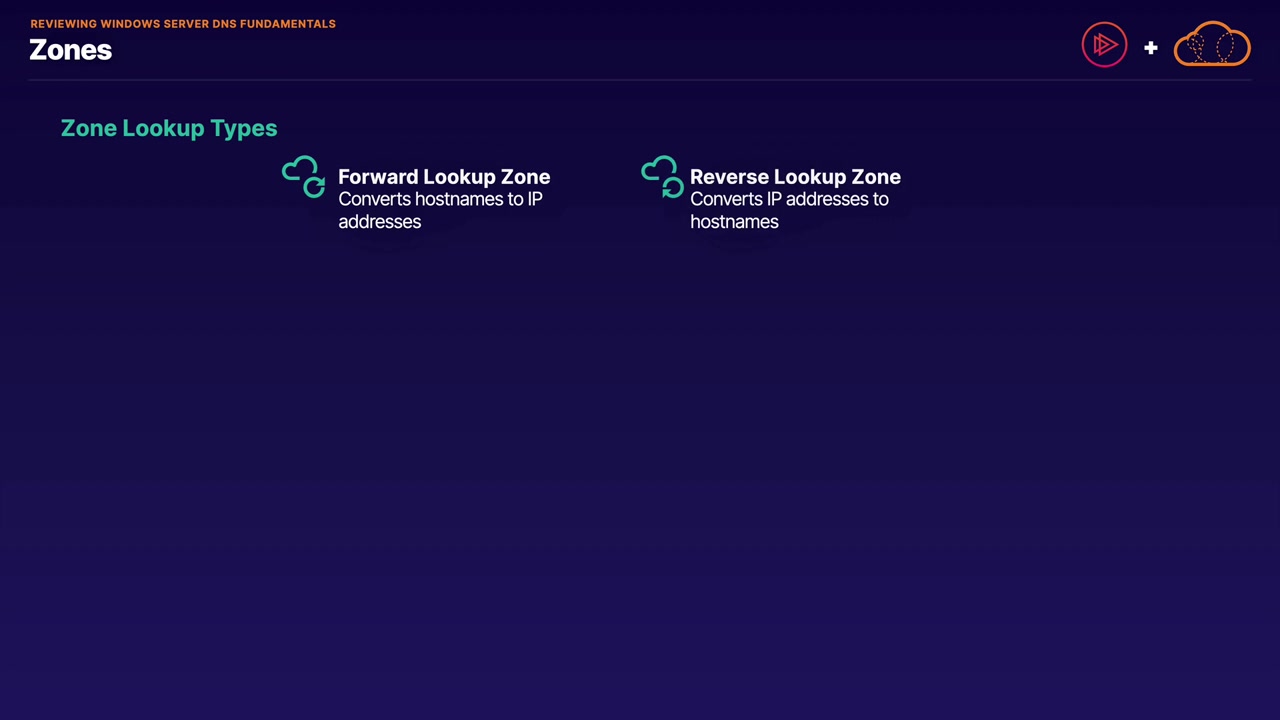 REVIEWING WINDOWS SERVER DNS FUNDAMENTALS
Zones
+
Zone Lookup Types
Forward Lookup Zone
Converts hostnames to IP
addresses
Reverse Lookup Zone
Converts IP addresses to
hostnames